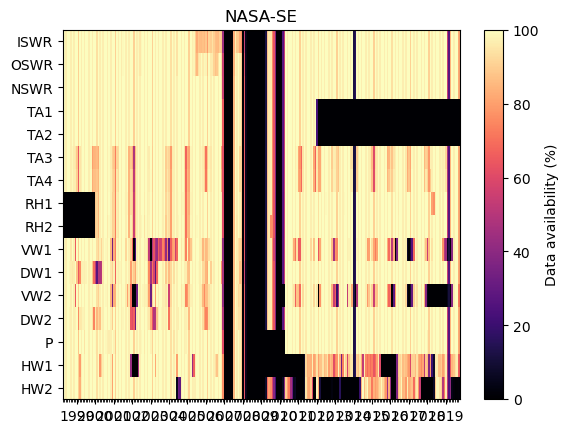 NASA-SE
ISWR
OSWR
NSWR
TA1
TA2
TA3
TA4
RH1
RH2
VW1
DW1
VW2
DW2
P
HW1
HW2
100
80
60
40
20
0
Data availability (%)